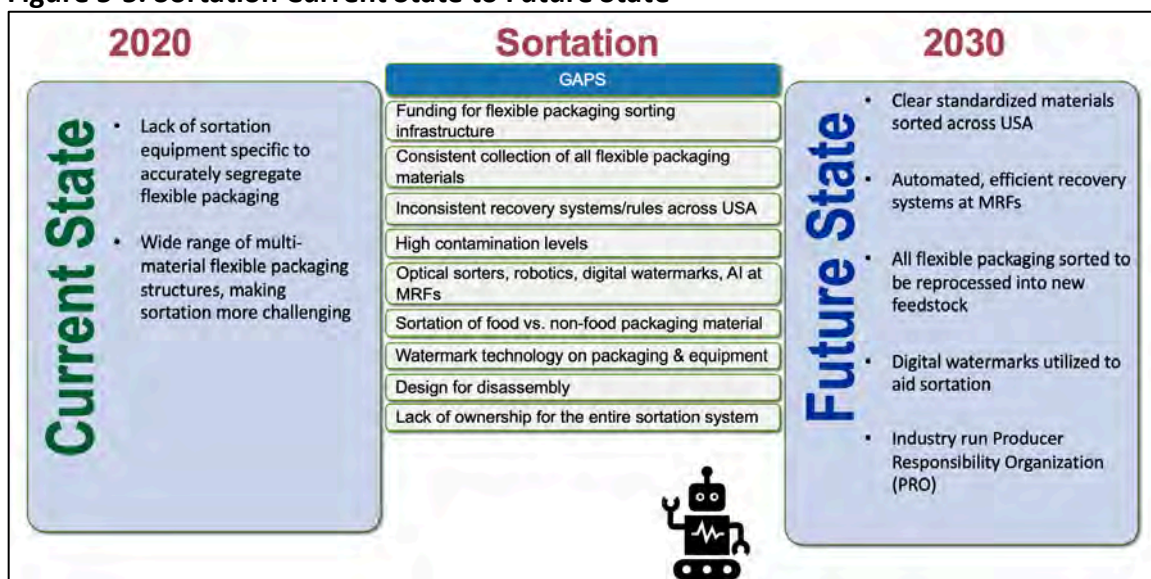 Figure 5-3: Sortation Current State to Future State
2020
Sortation
2030
Current State
• Lack of sortation
equipment specific to
accurately segregate
flexible packaging
• Wide range of multi-
material flexible packaging
structures, making
sortation more challenging
GAPS
Funding for flexible packaging sorting
infrastructure
Consistent collection of all flexible packaging
materials
Inconsistent recovery systems/rules across USA
High contamination levels
Optical sorters, robotics, digital watermarks, AI at
MRFs
Sortation of food vs. non-food packaging material
Watermark technology on packaging & equipment
Design for disassembly
Lack of ownership for the entire sortation system
Future State
• Clear standardized materials
sorted across USA
• Automated, efficient recovery
systems at MRFs
• All flexible packaging sorted to
be reprocessed into new
feedstock
• Digital watermarks utilized to
aid sortation
• Industry run Producer
Responsibility Organization
(PRO)